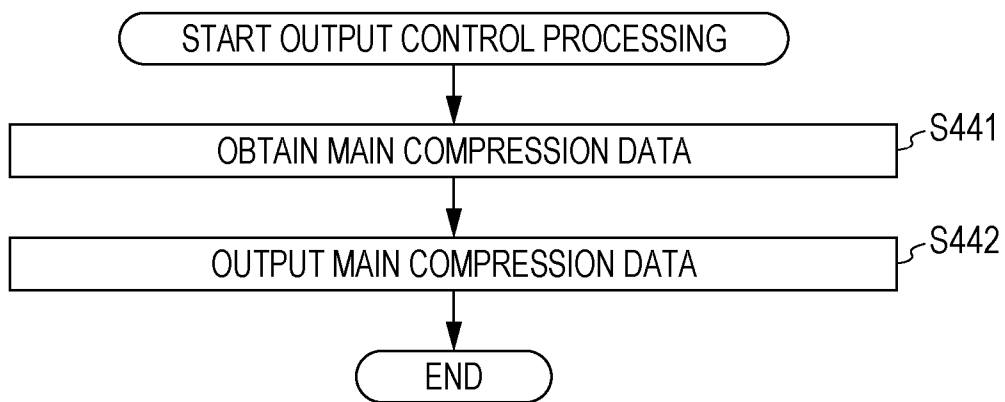 START OUTPUT CONTROL PROCESSING
OBTAIN MAIN COMPRESSION DATA
S441
OUTPUT MAIN COMPRESSION DATA
S442
END